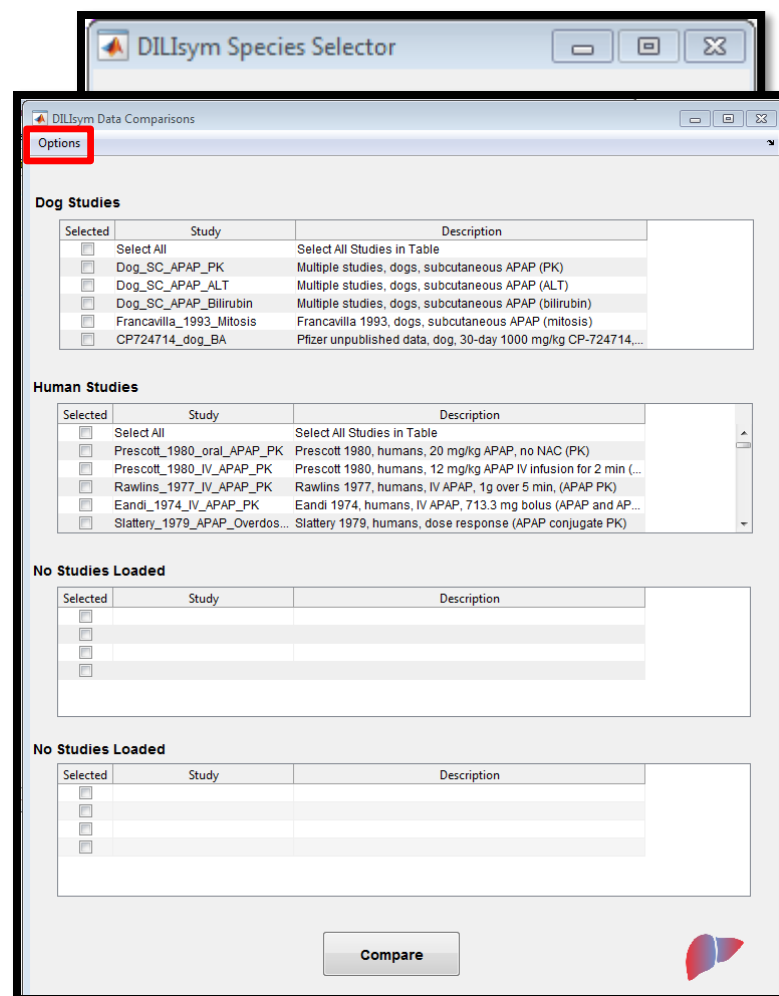 DILIsym Species Selector
DILIsym Data Comparisons
Options
Dog Studies
Selected Study Description
Select All Select All Studies in Table
Dog_SC_APAP_PK Multiple studies, dogs, subcutaneous APAP (PK)
Dog_SC_APAP_ALT Multiple studies, dogs, subcutaneous APAP (ALT)
Dog_SC_APAP_Bilirubin Multiple studies, dogs, subcutaneous APAP (bilirubin)
Francavilla_1993_Mitosis Francavilla 1993, dogs, subcutaneous APAP (mitosis)
CP724714_dog_BA Pfizer unpublished data, dog, 30-day 1000 mg/kg CP-724714,...
Human Studies
Selected Study Description
Select All Select All Studies in Table
Prescott_1980_oral_APAP_PK Prescott 1980, humans, 20 mg/kg APAP, no NAC (PK)
Prescott_1980_IV_APAP_PK Prescott 1980, humans, 12 mg/kg APAP IV infusion for 2 min (...
Rawlins_1977_IV_APAP_PK Rawlins 1977, humans, IV APAP, 1g over 5 min, (APAP PK)
Eandi_1974_IV_APAP_PK Eandi 1974, humans, IV APAP, 713.3 mg bolus (APAP and AP...
Slattery_1979_APAP_Overdos... Slattery 1979, humans, dose response (APAP conjugate PK)
No Studies Loaded
Selected Study Description
No Studies Loaded
Selected Study Description
Compare